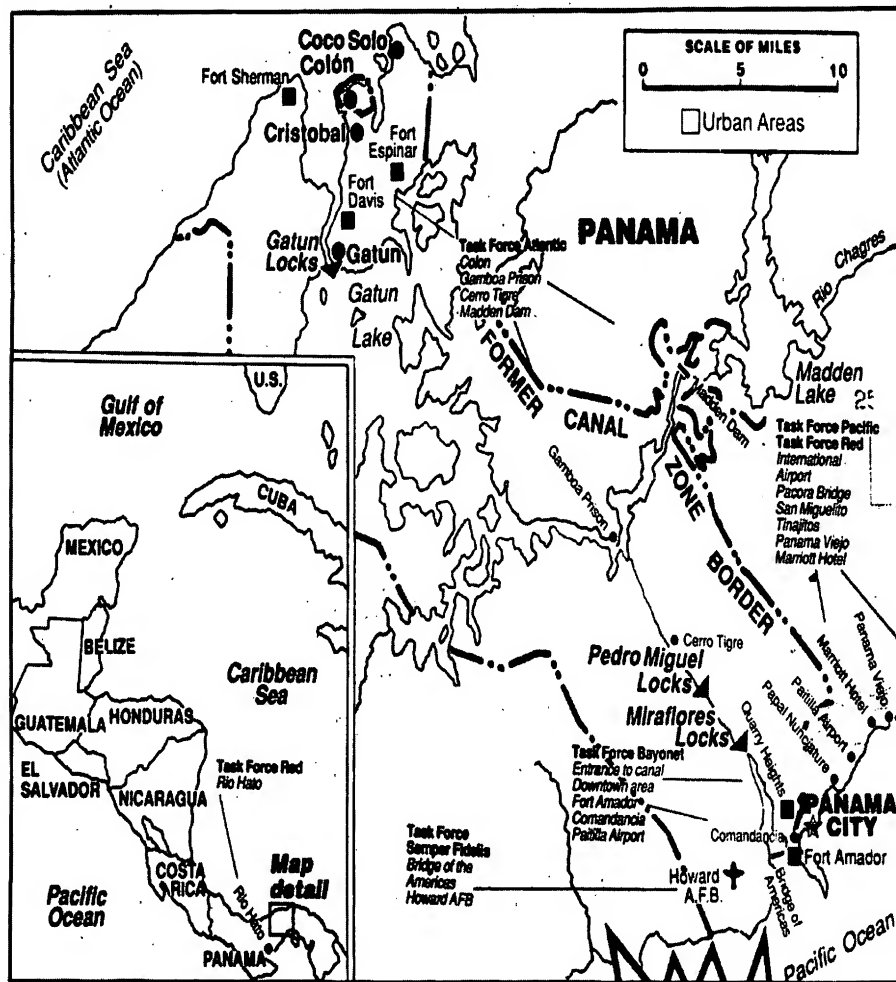 Caribbean Sea
(Atlantic Ocean)
Coco Solo
Colón
Fort Sherman
Cristobal
Fort
Espinar
Fort
Davis
Gatun
Locks
Gatún
Gatun
Lake
SCALE OF MILES
0 5 10
Urban Areas
PANAMA
Rio Chagres
Task Force Atlantic
Colon
Gamboa Prison
Cerro Tigre
Madden Dam
FORMER
CANAL
ZONE
BORDER
Madden
Lake
25
Madden Dam
Task Force Pacific
Task Force Red
International
Airport
Pacora Bridge
San Miguelito
Tinajitos
Panama Viejo
Marriott Hotel
Gamboa Prison
Cerro Tigre
Pedro Miguel
Locks
Miraflores
Locks
Panama Viejo
Marriott Hotel
Paitilla Airport
Papal Nunciature
Quarry Heights
PANAMA
CITY
Comandancia
Fort Amador
Task Force Bayonet
Entrance to canal
Downtown area
Fort Amador
Comandancia
Paitilla Airport
Task Force
Semper Fidelis
Bridge of the
Americas
Howard AFB
Howard
A.F.B.
Bridge of
Americas
Pacific Ocean
U.S.
Gulf of
Mexico
CUBA
MEXICO
BELIZE
Caribbean
Sea
GUATEMALA
HONDURAS
EL
SALVADOR
NICARAGUA
Task Force Red
Rio Hato
COSTA
RICA
Map
detail
Pacific
Ocean
Rio Hato
PANAMA